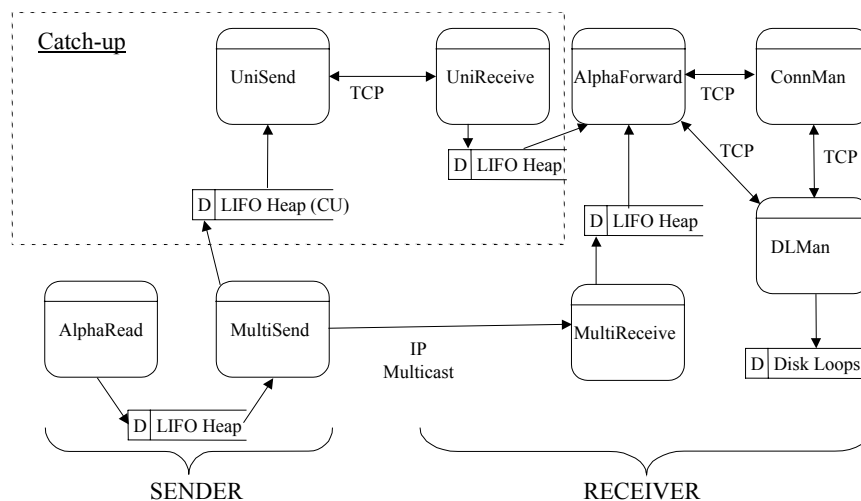 Catch-up
UniSend
TCP
UniReceive
AlphaForward
TCP
ConnMan
D LIFO Heap
TCP
TCP
D LIFO Heap (CU)
D LIFO Heap
DLMan
AlphaRead
MultiSend
IP
Multicast
MultiReceive
D Disk Loops
D LIFO Heap
SENDER
RECEIVER